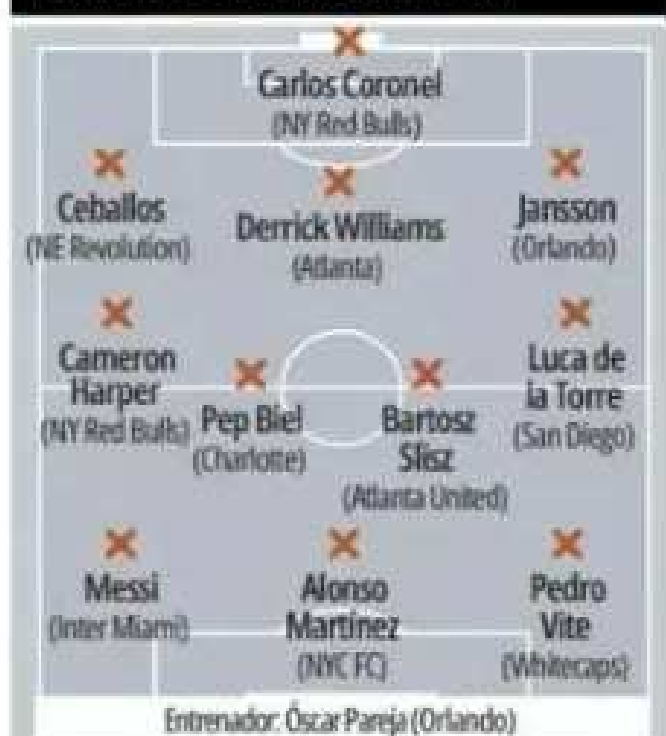 Carlos Coronel
(NY Red Bulls)
Ceballos
(NE Revolution)
Derrick Williams
(Atlanta)
Jansson
(Orlando)
Cameron
Harper
(NY Red Bulls)
Pep Biel
(Charlotte)
Bartosz
Slisz
(Atlanta United)
Luca de
la Torre
(San Diego)
Messi
(Inter Miami)
Alonso
Martínez
(NYC FC)
Pedro
Vite
(Whitecaps)
Entrenador: Óscar Pareja (Orlando)